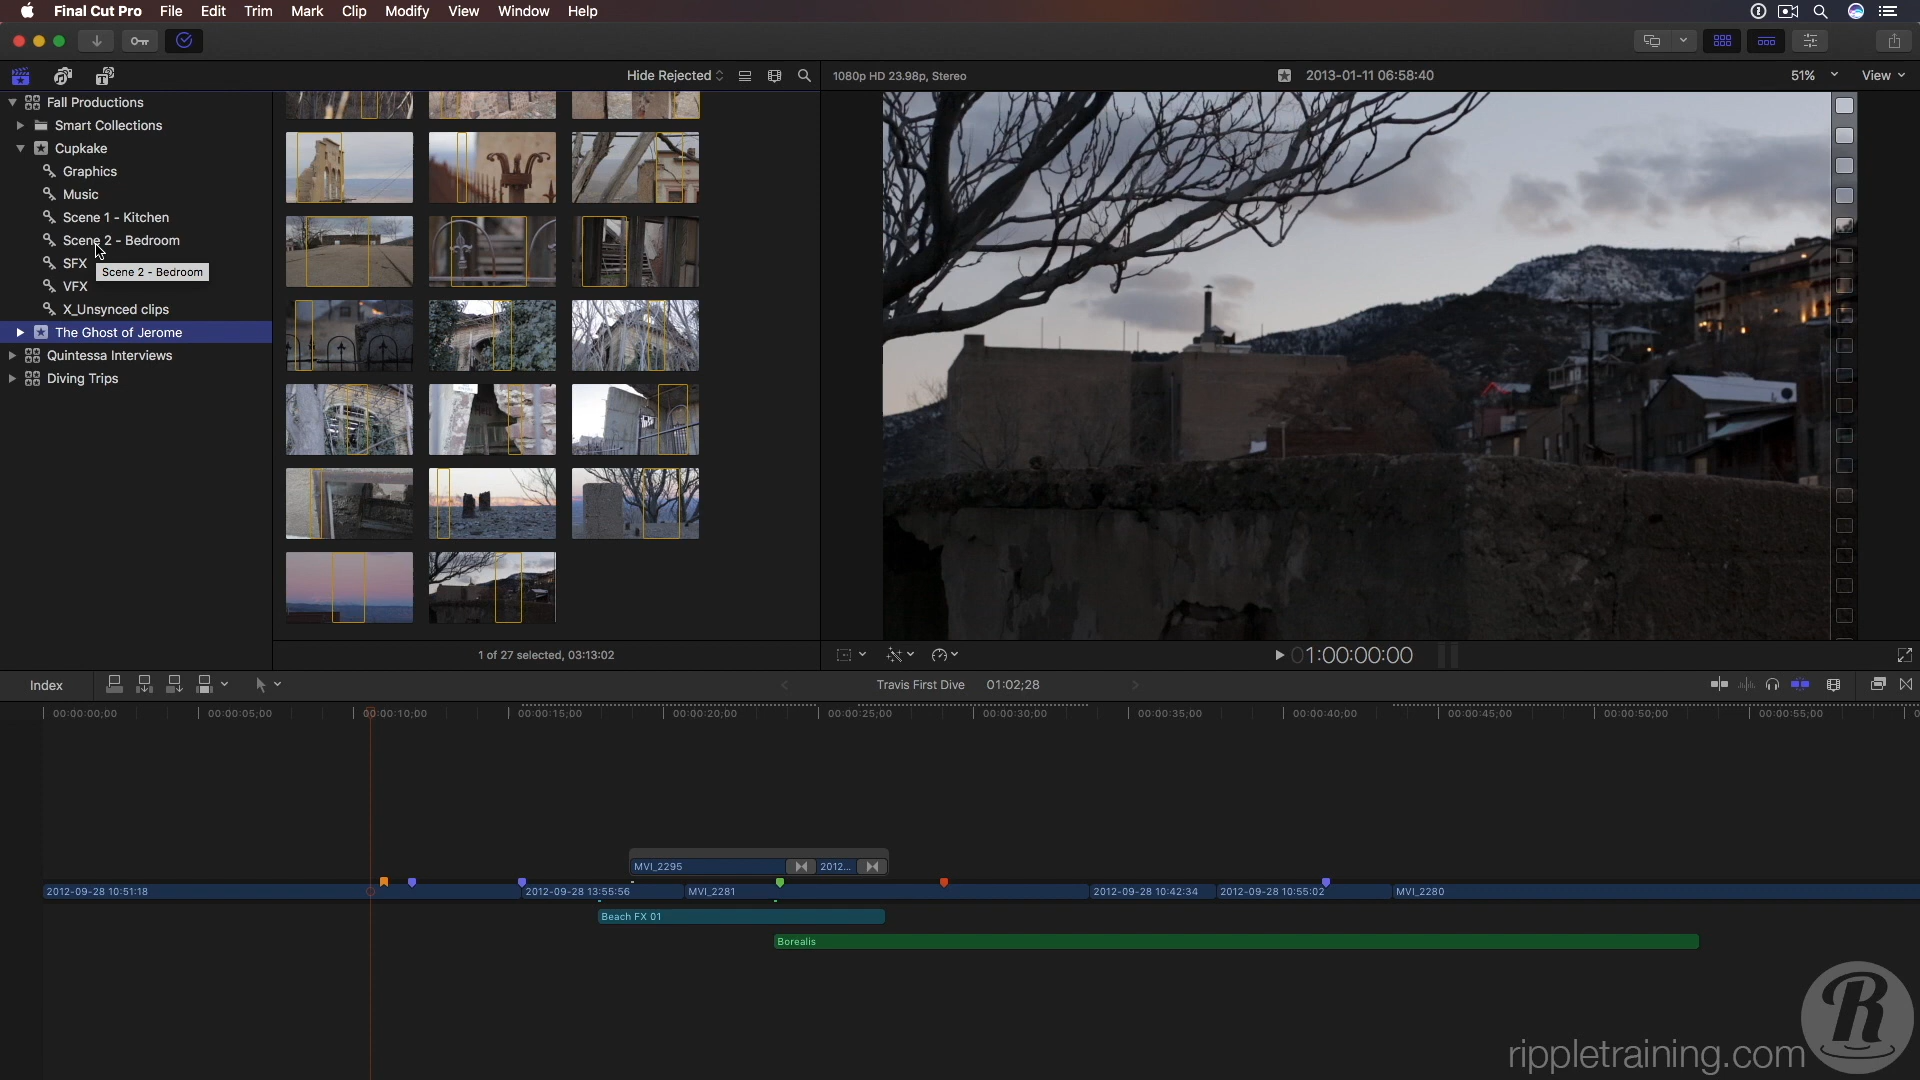 Final Cut Pro File Edit Trim Mark Clip Modify View Window Help
Hide Rejected
1080p HD 23.98p, Stereo
2013-01-11 06:58:40
51%
View
Fall Productions
Smart Collections
Cupkake
Graphics
Music
Scene 1 - Kitchen
Scene 2 - Bedroom
SFX
Scene 2 - Bedroom
VFX
X_Unsynced clips
The Ghost of Jerome
Quintessa Interviews
Diving Trips
1 of 27 selected, 03:13:02
01:00:00:00
Index
Travis First Dive 01:02;28
00:00:00;00 00:00:05;00 00:00:10;00 00:00:15;00 00:00:20;00 00:00:25;00 00:00:30;00 00:00:35;00 00:00:40;00 00:00:45;00 00:00:50;00 00:00:55;00
MVI_2295 2012...
2012-09-28 10:51:18 2012-09-28 13:55:56 MVI_2281 2012-09-28 10:42:34 2012-09-28 10:55:02 MVI_2280
Beach FX 01
Borealis
R
rippletraining.com